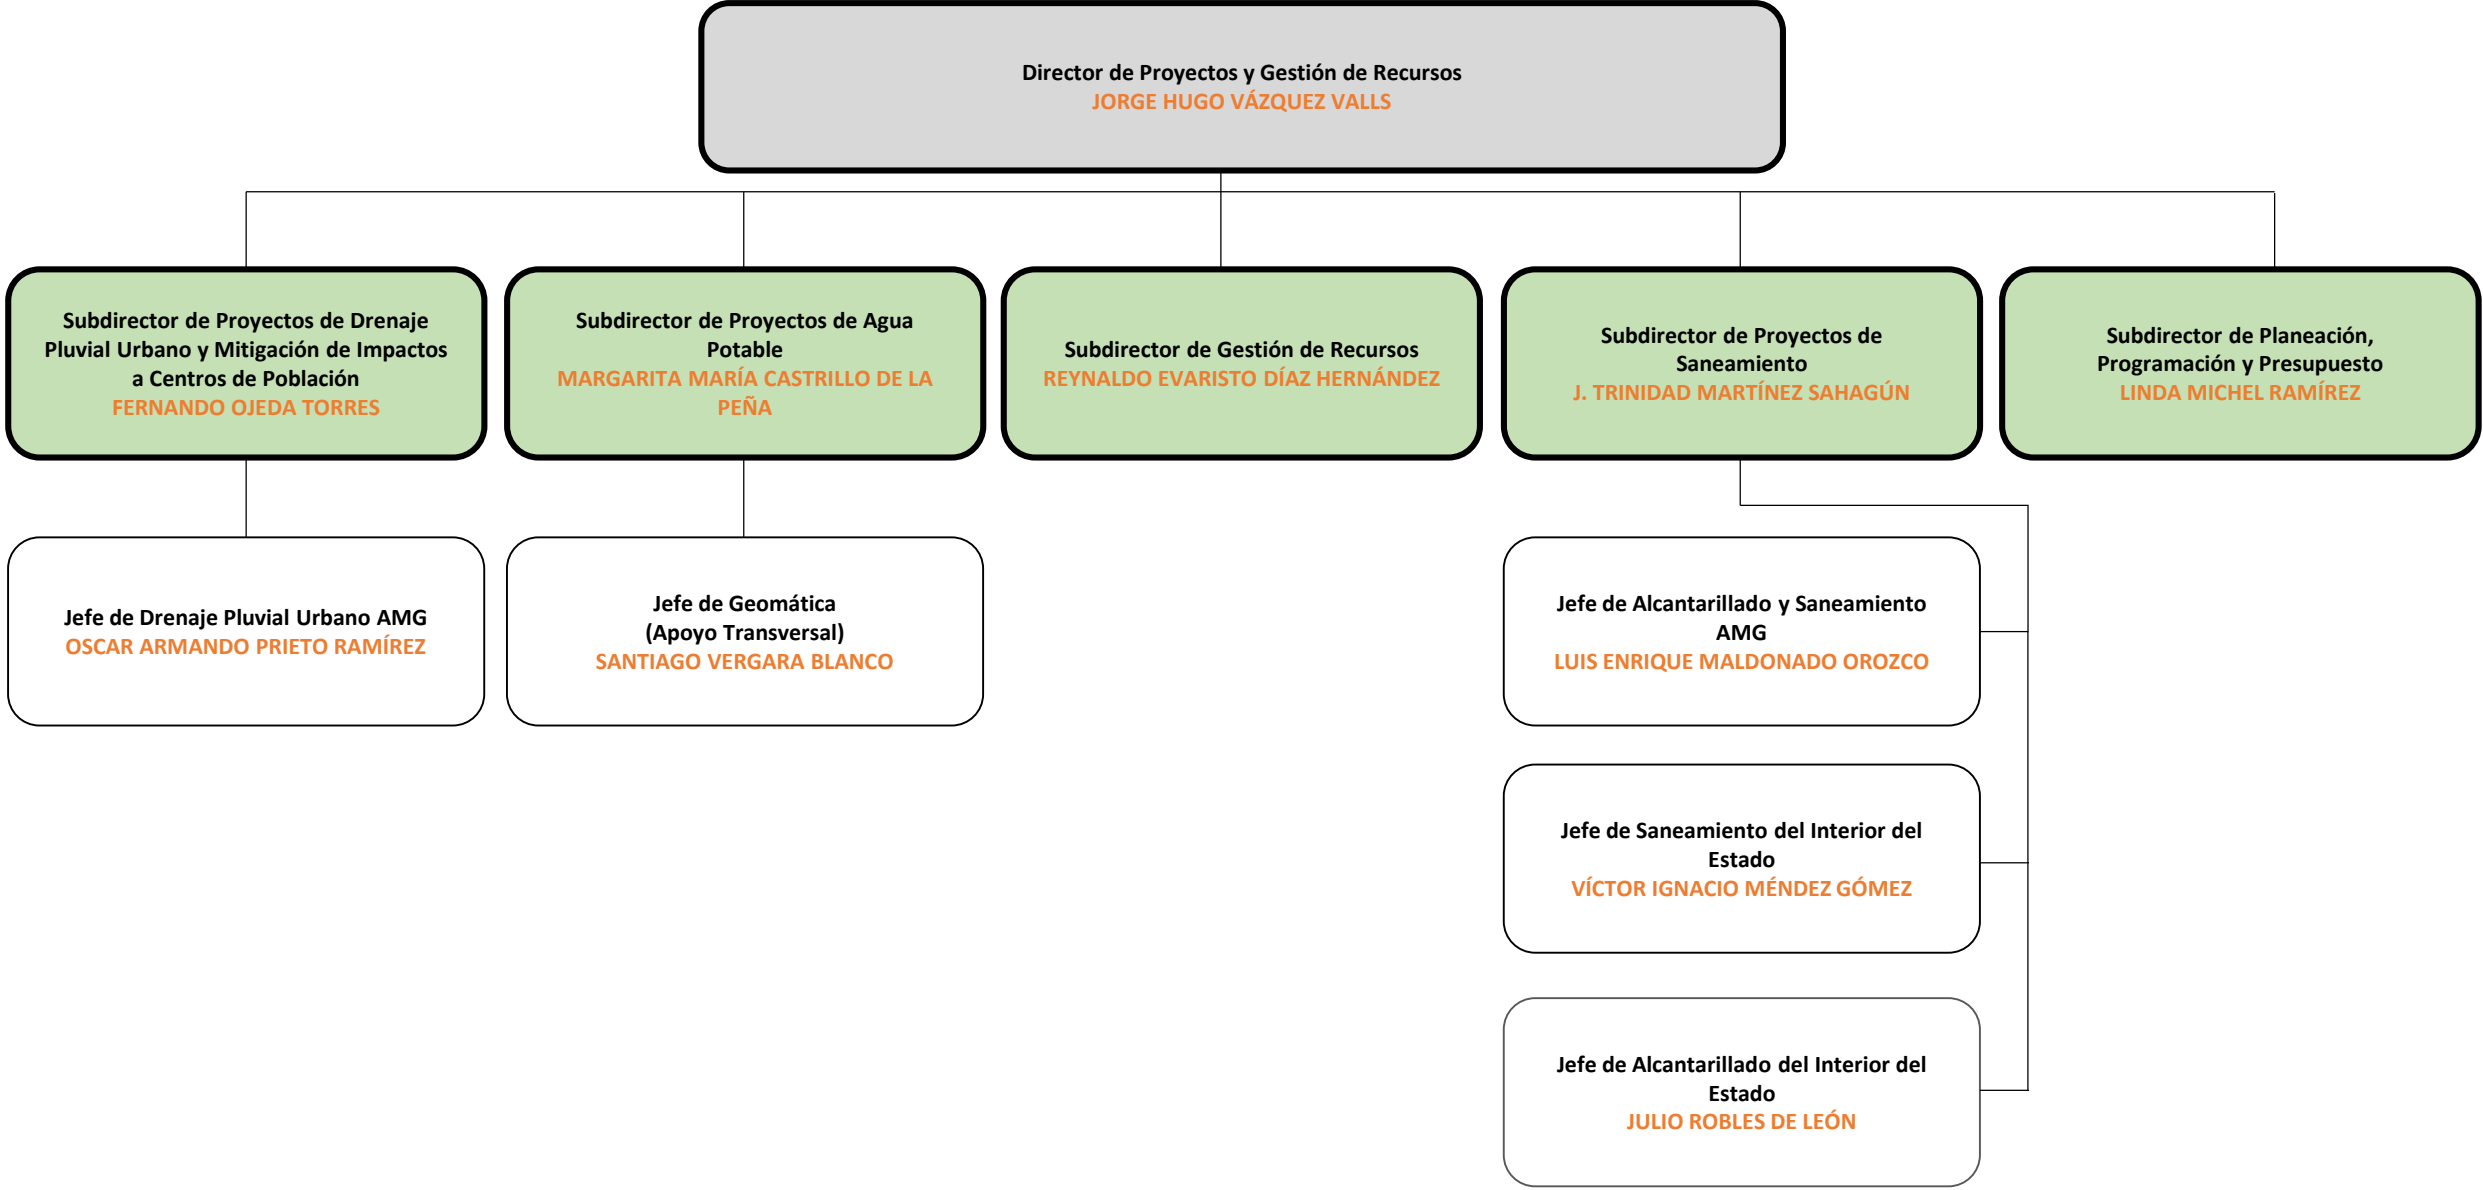 Director de Proyectos y Gestión de Recursos
JORGE HUGO VÁZQUEZ VALLS
Subdirector de Proyectos de Drenaje
Pluvial Urbano y Mitigación de Impactos
a Centros de Población
FERNANDO OJEDA TORRES
Subdirector de Proyectos de Agua
Potable
MARGARITA MARÍA CASTRILLO DE LA
PEÑA
Subdirector de Gestión de Recursos
REYNALDO EVARISTO DÍAZ HERNÁNDEZ
Subdirector de Proyectos de
Saneamiento
J. TRINIDAD MARTÍNEZ SAHAGÚN
Subdirector de Planeación,
Programación y Presupuesto
LINDA MICHEL RAMÍREZ
Jefe de Drenaje Pluvial Urbano AMG
OSCAR ARMANDO PRIETO RAMÍREZ
Jefe de Geomática
(Apoyo Transversal)
SANTIAGO VERGARA BLANCO
Jefe de Alcantarillado y Saneamiento
AMG
LUIS ENRIQUE MALDONADO OROZCO
Jefe de Saneamiento del Interior del
Estado
VÍCTOR IGNACIO MÉNDEZ GÓMEZ
Jefe de Alcantarillado del Interior del
Estado
JULIO ROBLES DE LEÓN